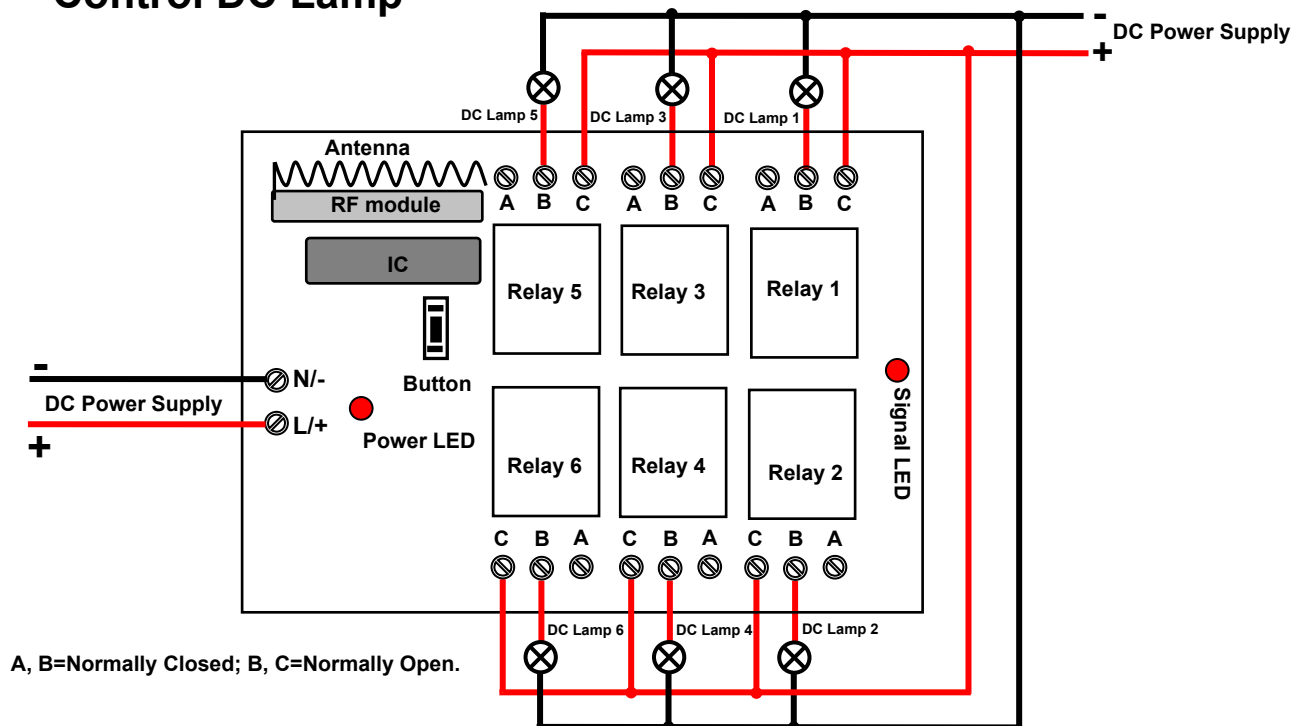 Control DC Lamp
-
DC Power Supply
+
DC Lamp 5
DC Lamp 3
DC Lamp 1
Antenna
RF module
A B C A B C A B C
IC
Relay 5
Relay 3
Relay 1
Button
-
N/-
DC Power Supply
L/+
+
Power LED
Signal LED
Relay 6
Relay 4
Relay 2
C B A C B A C B A
DC Lamp 6
DC Lamp 4
DC Lamp 2
A, B=Normally Closed; B, C=Normally Open.